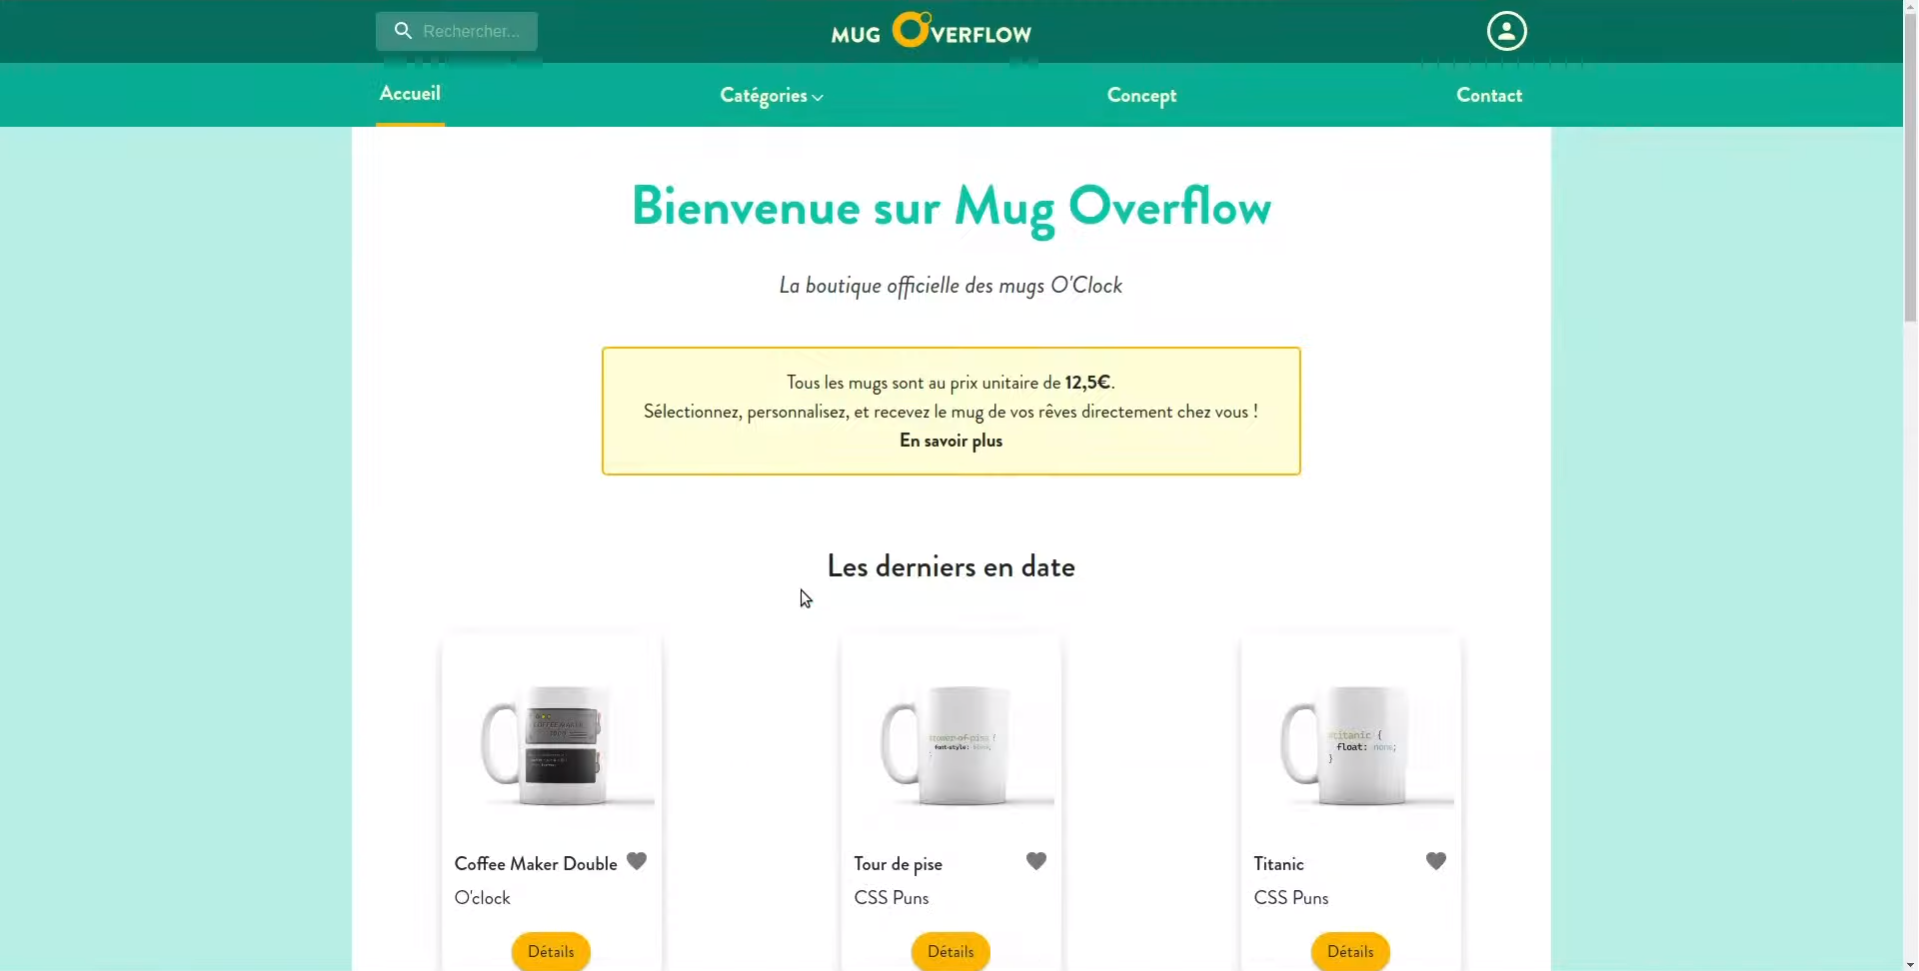 Rechercher...
MUG OVERFLOW
Accueil
Catégories
Concept
Contact
Bienvenue sur Mug Overflow
La boutique officielle des mugs O'Clock
Tous les mugs sont au prix unitaire de 12,5€.
Sélectionnez, personnalisez, et recevez le mug de vos rêves directement chez vous !
En savoir plus
Les derniers en date
font-style:
#titanic {
float: none;
}
Coffee Maker Double
O'clock
Détails
Tour de pise
CSS Puns
Détails
Titanic
CSS Puns
Détails